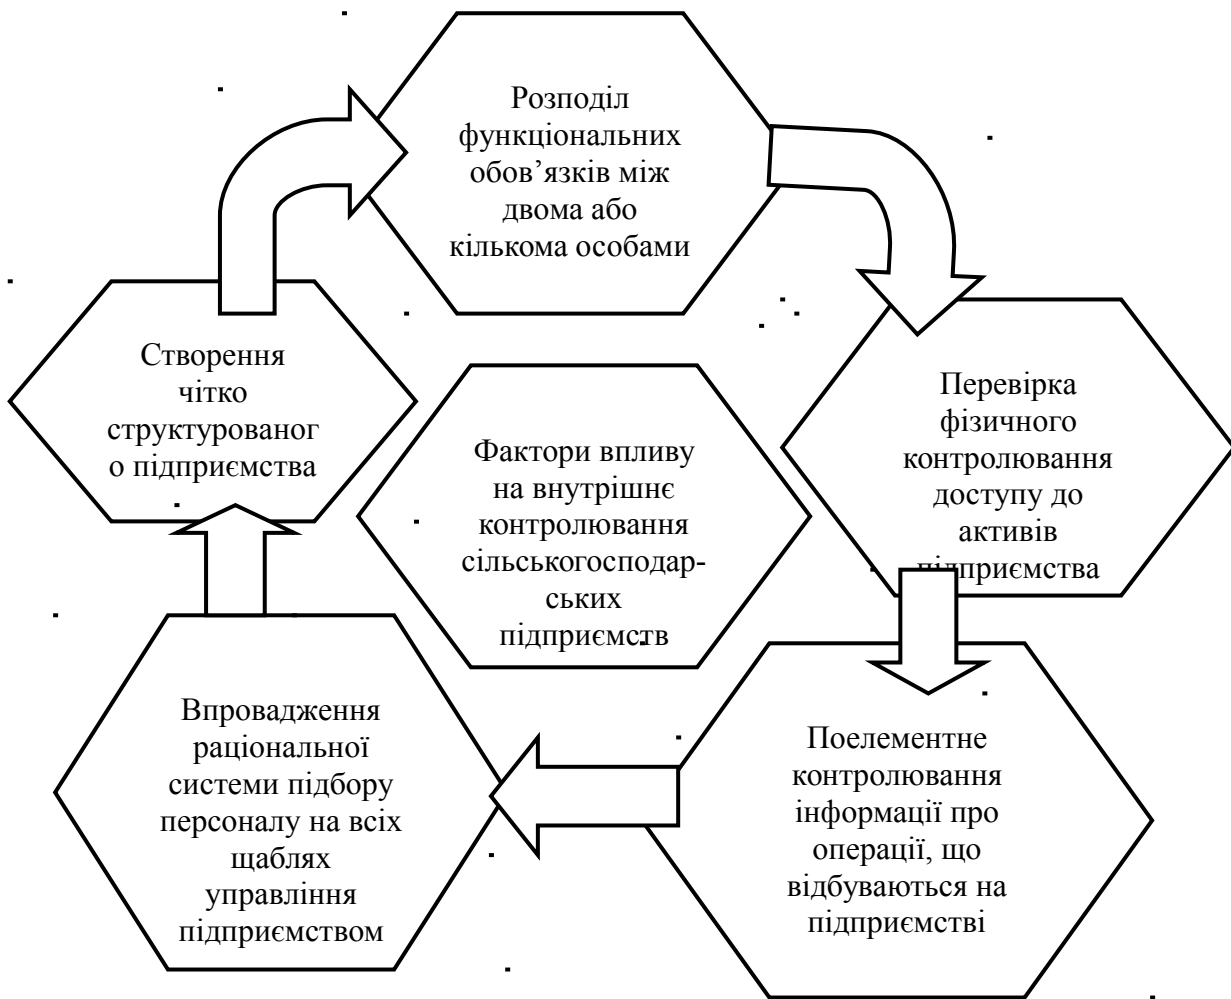 Розподіл
функціональних
обов’язків між
двома або
кількома особами
Створення
чітко
структурованог
о підприємства
Фактори впливу
на внутрішнє
контролювання
сільськогосподар-
ських
підприємств
Перевірка
фізичного
контролювання
доступу до
активів
підприємства
Впровадження
раціональної
системи підбору
персоналу на всіх
щаблях
управління
підприємством
Поелементне
контролювання
інформації про
операції, що
відбуваються на
підприємстві